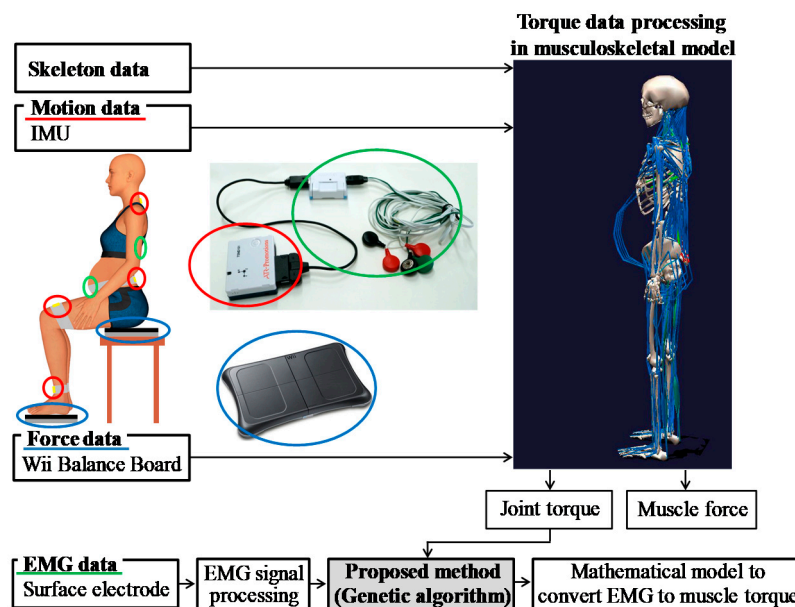 Torque data processing
in musculoskeletal model
Skeleton data
Motion data
IMU
Force data
Wii Balance Board
Joint torque
Muscle force
EMG data
Surface electrode
EMG signal
processing
Proposed method
(Genetic algorithm)
Mathematical model to
convert EMG to muscle torque